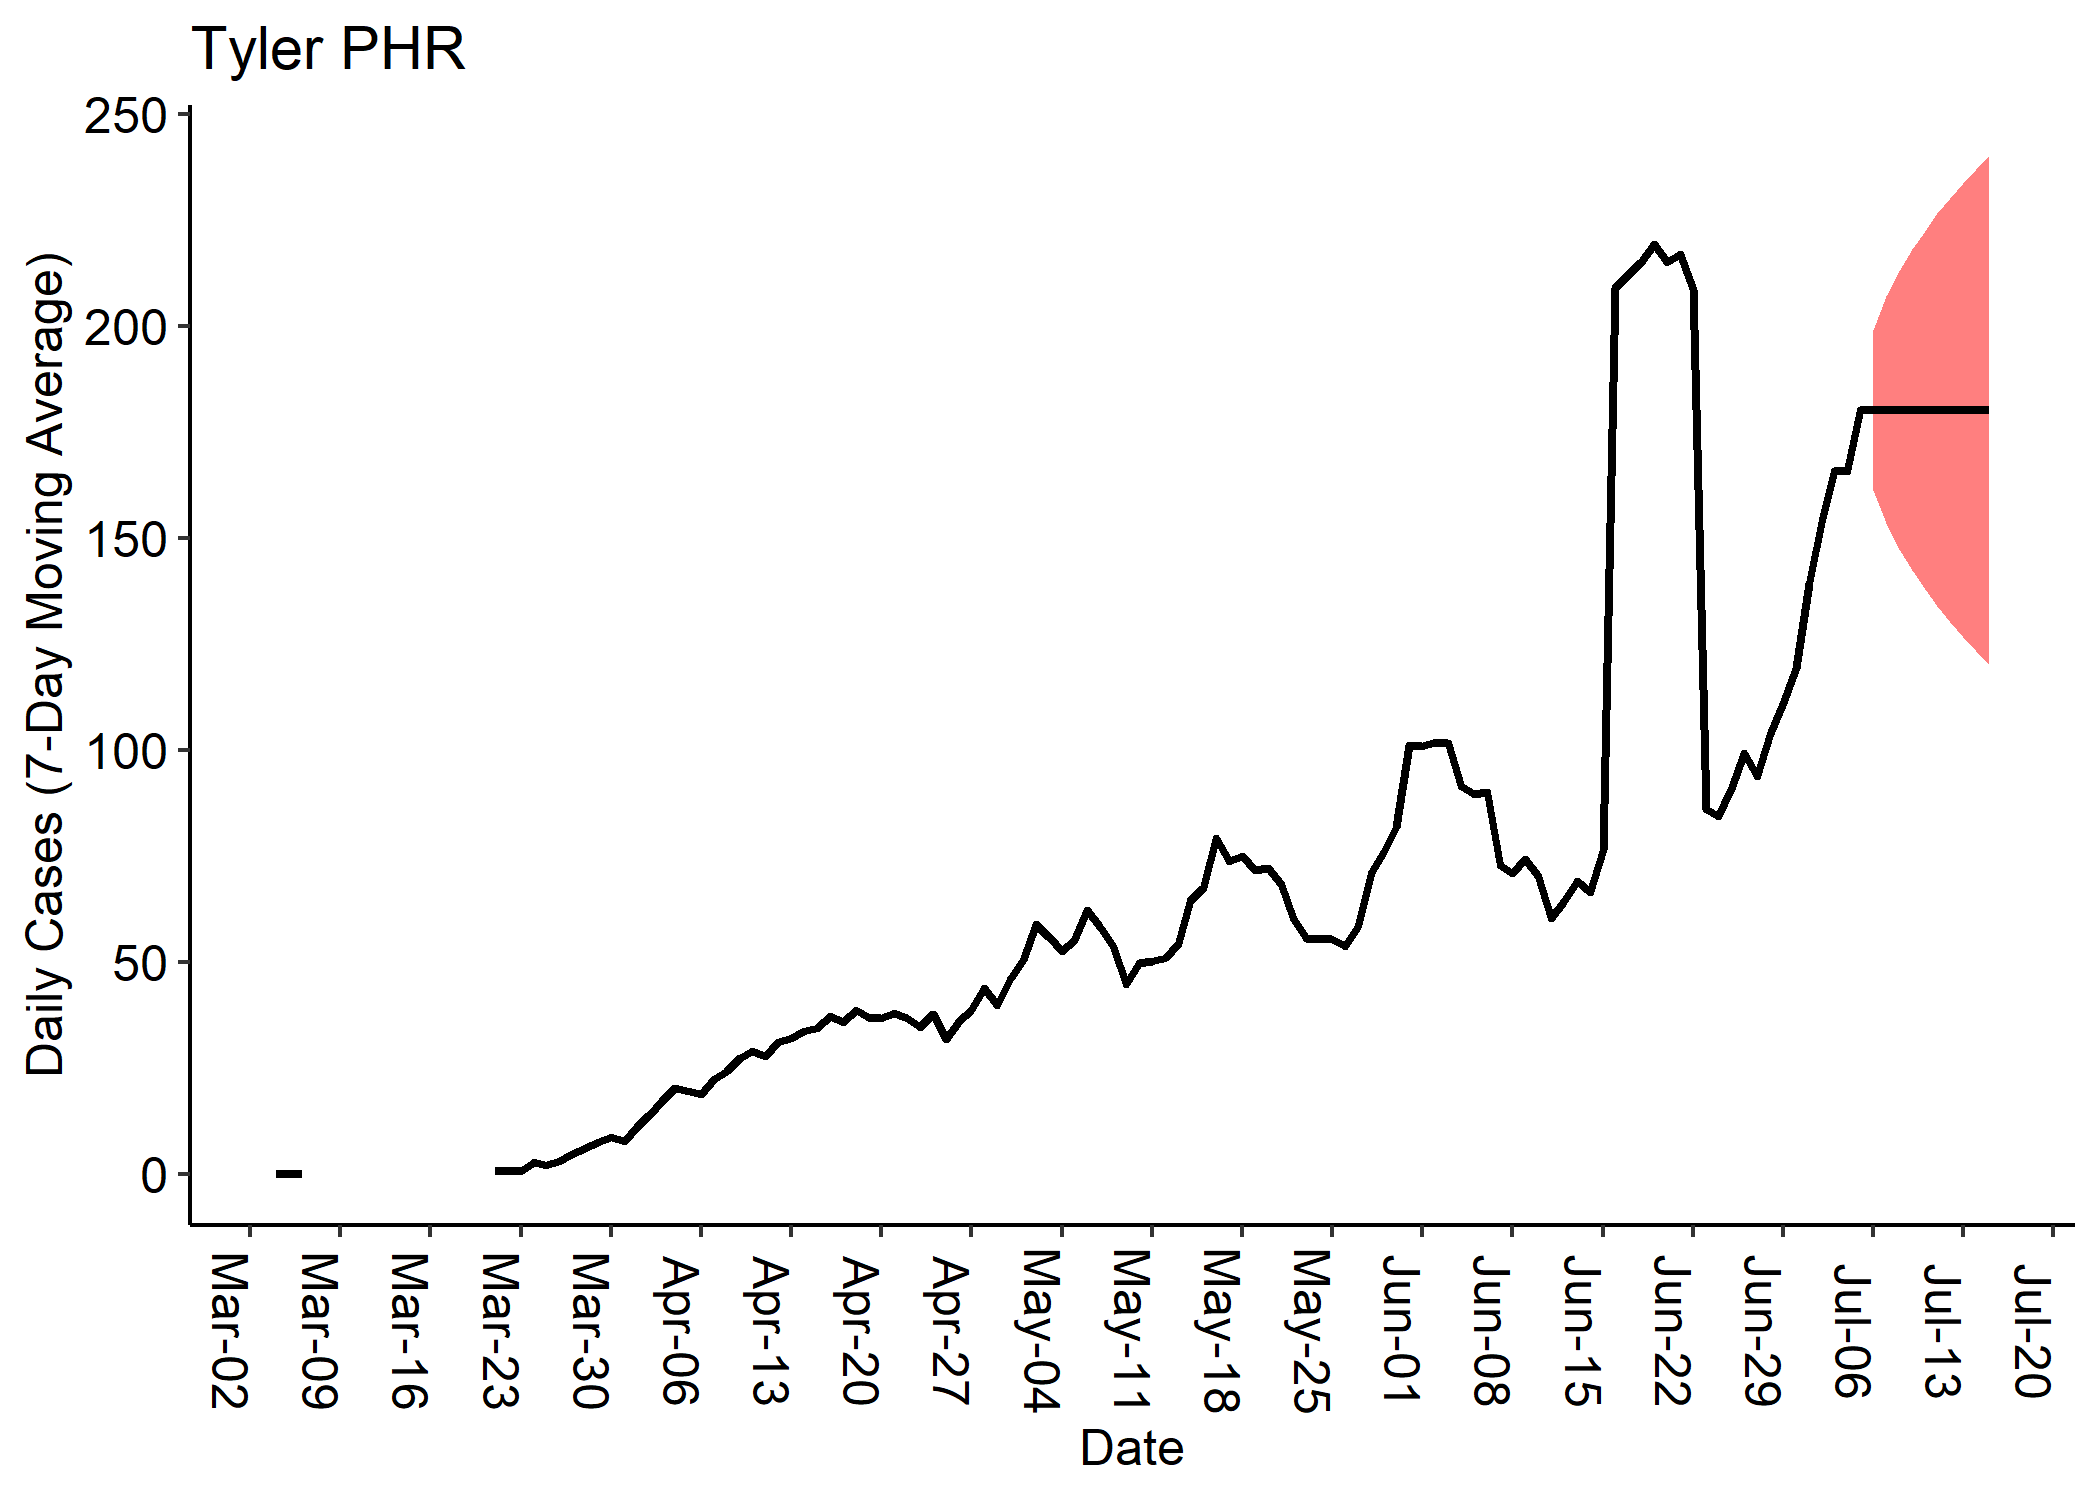 Tyler PHR
250
200
150
100
50
0
Daily Cases (7-Day Moving Average)
Mar-02
Mar-09
Mar-16
Mar-23
Mar-30
Apr-06
Apr-13
Apr-20
Apr-27
May-04
May-11
May-18
May-25
Jun-01
Jun-08
Jun-15
Jun-22
Jun-29
Jul-06
Jul-13
Jul-20
Date